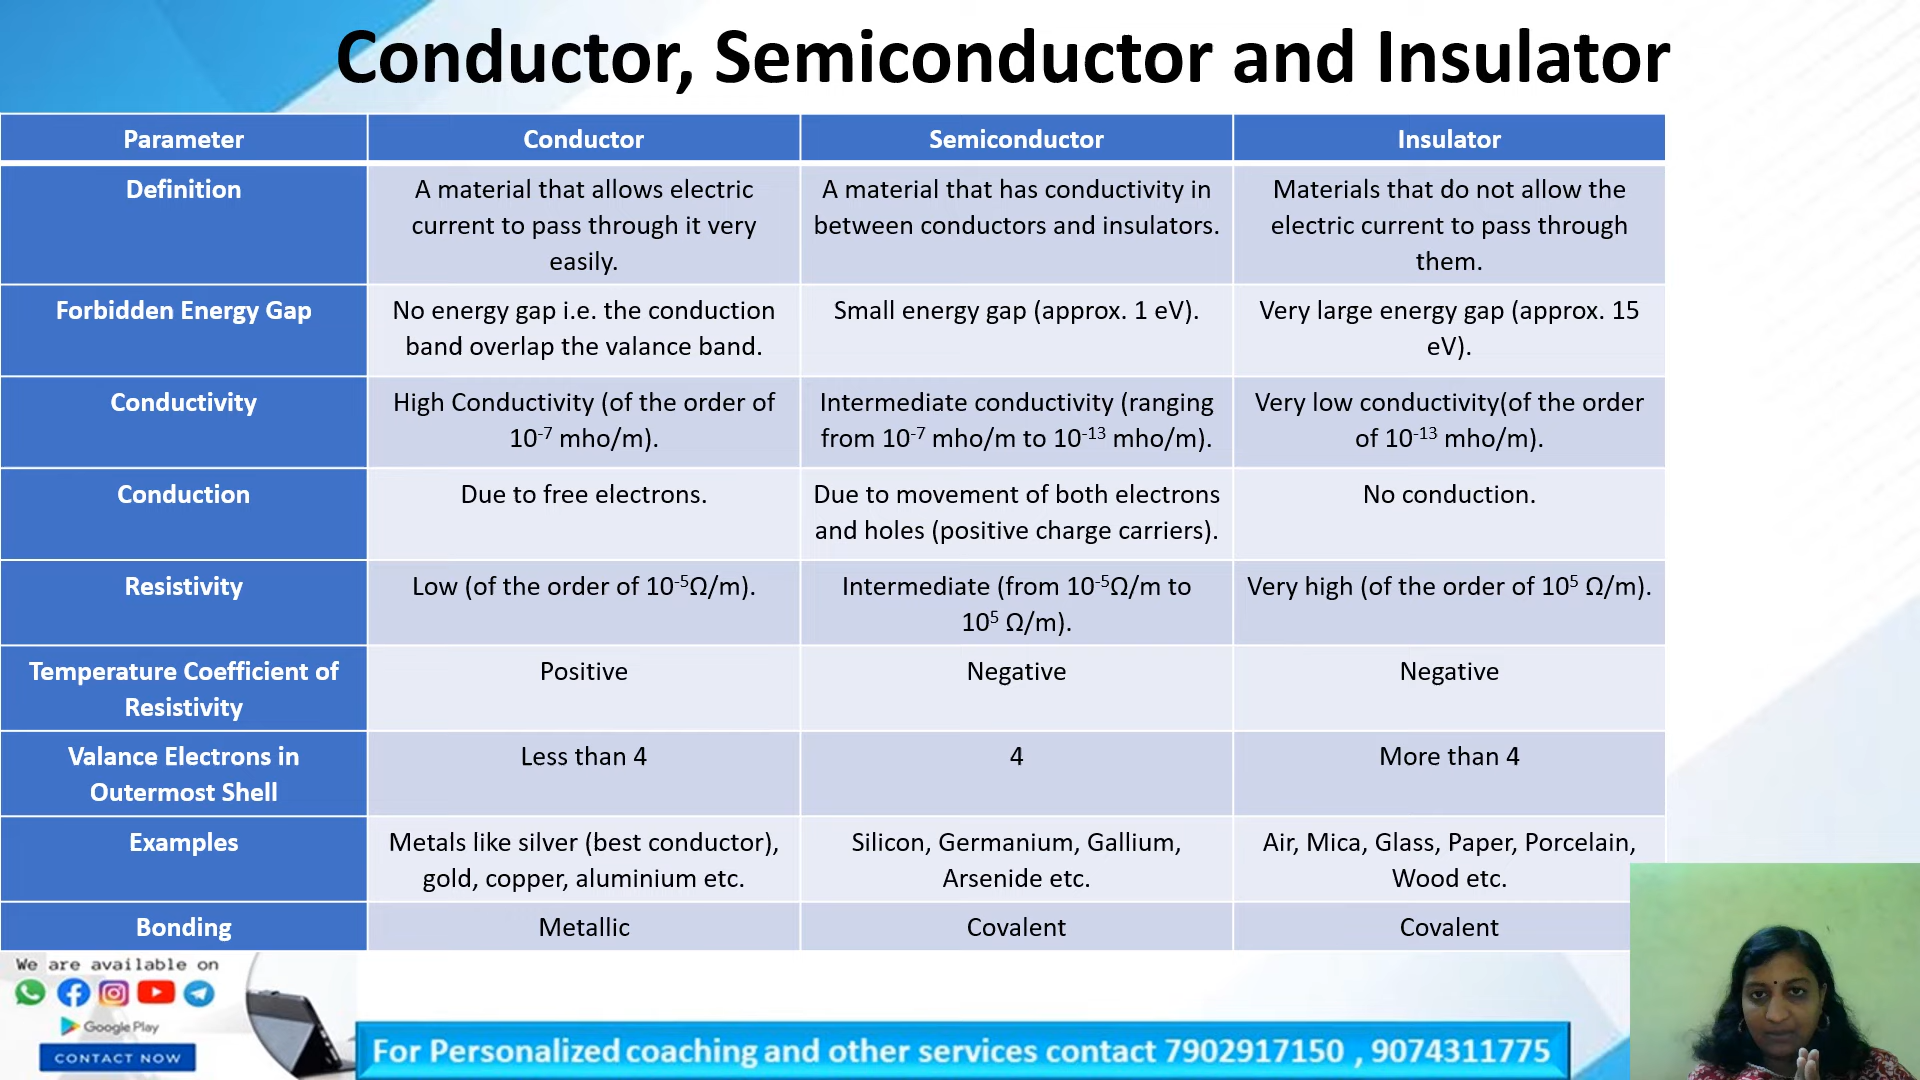 Conductor, Semiconductor and Insulator
Parameter
Conductor
Semiconductor
Insulator
Definition
A material that allows electric
current to pass through it very
easily.
A material that has conductivity in
between conductors and insulators.
Materials that do not allow the
electric current to pass through
them.
Forbidden Energy Gap
No energy gap i.e. the conduction
band overlap the valance band.
Small energy gap (approx. 1 eV).
Very large energy gap (approx. 15
eV).
Conductivity
High Conductivity (of the order of
10⁻⁷ mho/m).
Intermediate conductivity (ranging
from 10⁻⁷ mho/m to 10⁻¹³ mho/m).
Very low conductivity(of the order
of 10⁻¹³ mho/m).
Conduction
Due to free electrons.
Due to movement of both electrons
and holes (positive charge carriers).
No conduction.
Resistivity
Low (of the order of 10⁻⁵Ω/m).
Intermediate (from 10⁻⁵Ω/m to
10⁵ Ω/m).
Very high (of the order of 10⁵ Ω/m).
Temperature Coefficient of
Resistivity
Positive
Negative
Negative
Valance Electrons in
Outermost Shell
Less than 4
4
More than 4
Examples
Metals like silver (best conductor),
gold, copper, aluminium etc.
Silicon, Germanium, Gallium,
Arsenide etc.
Air, Mica, Glass, Paper, Porcelain,
Wood etc.
Bonding
Metallic
Covalent
Covalent
We are available on
Google Play
CONTACT NOW
For Personalized coaching and other services contact 7902917150 , 9074311775